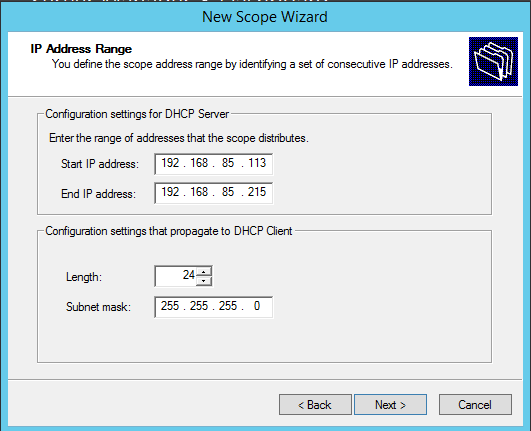 New Scope Wizard
IP Address Range
You define the scope address range by identifying a set of consecutive IP addresses.
Configuration settings for DHCP Server
Enter the range of addresses that the scope distributes.
Start IP address: 192 . 168 . 85 . 113
End IP address: 192 . 168 . 85 . 215
Configuration settings that propagate to DHCP Client
Length: 24
Subnet mask: 255 . 255 . 255 . 0
< Back Next > Cancel